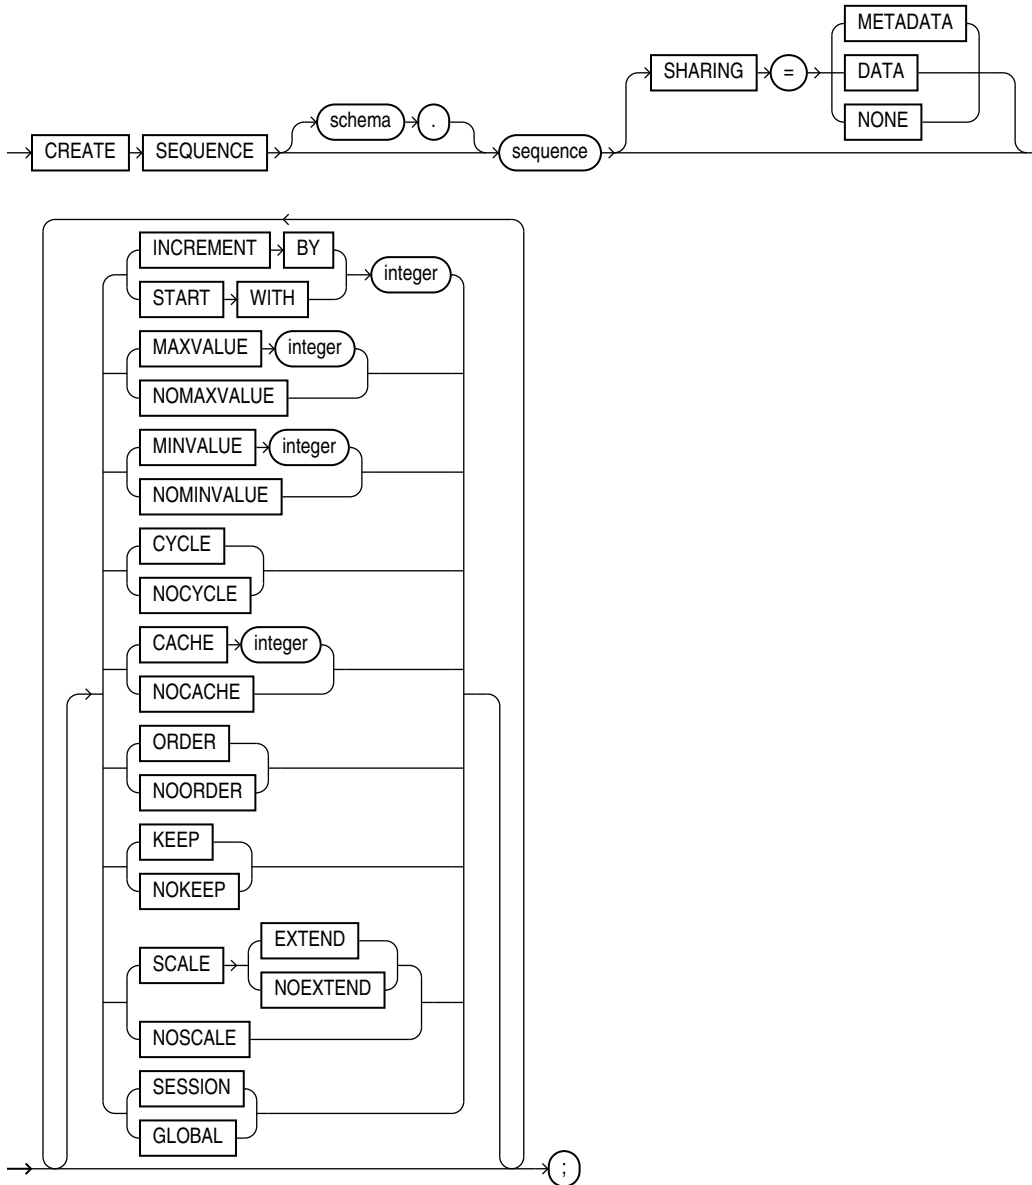 METADATA
SHARING = DATA
NONE
schema .
CREATE SEQUENCE sequence
INCREMENT BY
integer
START WITH
MAXVALUE integer
NOMAXVALUE
MINVALUE integer
NOMINVALUE
CYCLE
NOCYCLE
CACHE integer
NOCACHE
ORDER
NOORDER
KEEP
NOKEEP
EXTEND
SCALE
NOEXTEND
NOSCALE
SESSION
GLOBAL
;